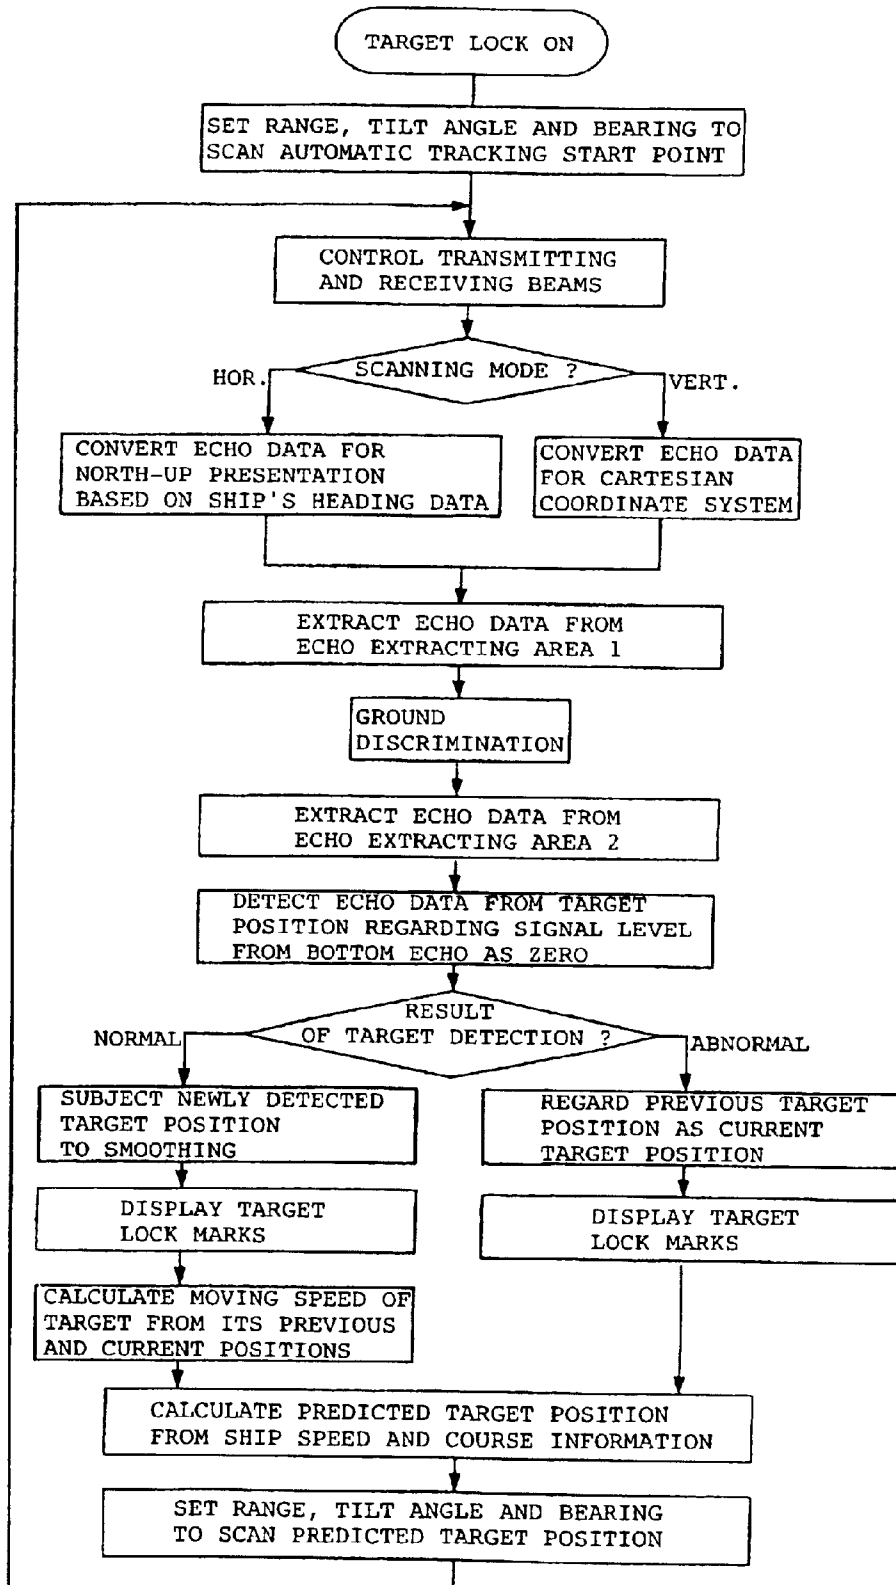 TARGET LOCK ON
SET RANGE, TILT ANGLE AND BEARING TO
SCAN AUTOMATIC TRACKING START POINT
CONTROL TRANSMITTING
AND RECEIVING BEAMS
SCANNING MODE ?
HOR.
VERT.
CONVERT ECHO DATA FOR
NORTH-UP PRESENTATION
BASED ON SHIP'S HEADING DATA
CONVERT ECHO DATA
FOR CARTESIAN
COORDINATE SYSTEM
EXTRACT ECHO DATA FROM
ECHO EXTRACTING AREA 1
GROUND
DISCRIMINATION
EXTRACT ECHO DATA FROM
ECHO EXTRACTING AREA 2
DETECT ECHO DATA FROM TARGET
POSITION REGARDING SIGNAL LEVEL
FROM BOTTOM ECHO AS ZERO
RESULT
OF TARGET DETECTION ?
NORMAL
ABNORMAL
SUBJECT NEWLY DETECTED
TARGET POSITION
TO SMOOTHING
REGARD PREVIOUS TARGET
POSITION AS CURRENT
TARGET POSITION
DISPLAY TARGET
LOCK MARKS
DISPLAY TARGET
LOCK MARKS
CALCULATE MOVING SPEED OF
TARGET FROM ITS PREVIOUS
AND CURRENT POSITIONS
CALCULATE PREDICTED TARGET POSITION
FROM SHIP SPEED AND COURSE INFORMATION
SET RANGE, TILT ANGLE AND BEARING
TO SCAN PREDICTED TARGET POSITION